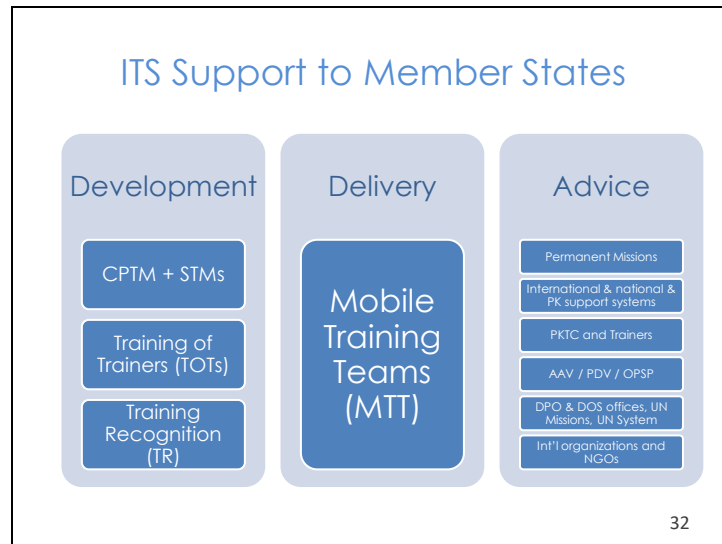 ITS Support to Member States
Development
CPTM + STMs
Training of
Trainers (TOTs)
Training
Recognition
(TR)
Delivery
Mobile
Training
Teams
(MTT)
Advice
Permanent Missions
International & national &
PK support systems
PKTC and Trainers
AAV / PDV / OPSP
DPO & DOS offices, UN
Missions, UN System
Int'l organizations and
NGOs
32